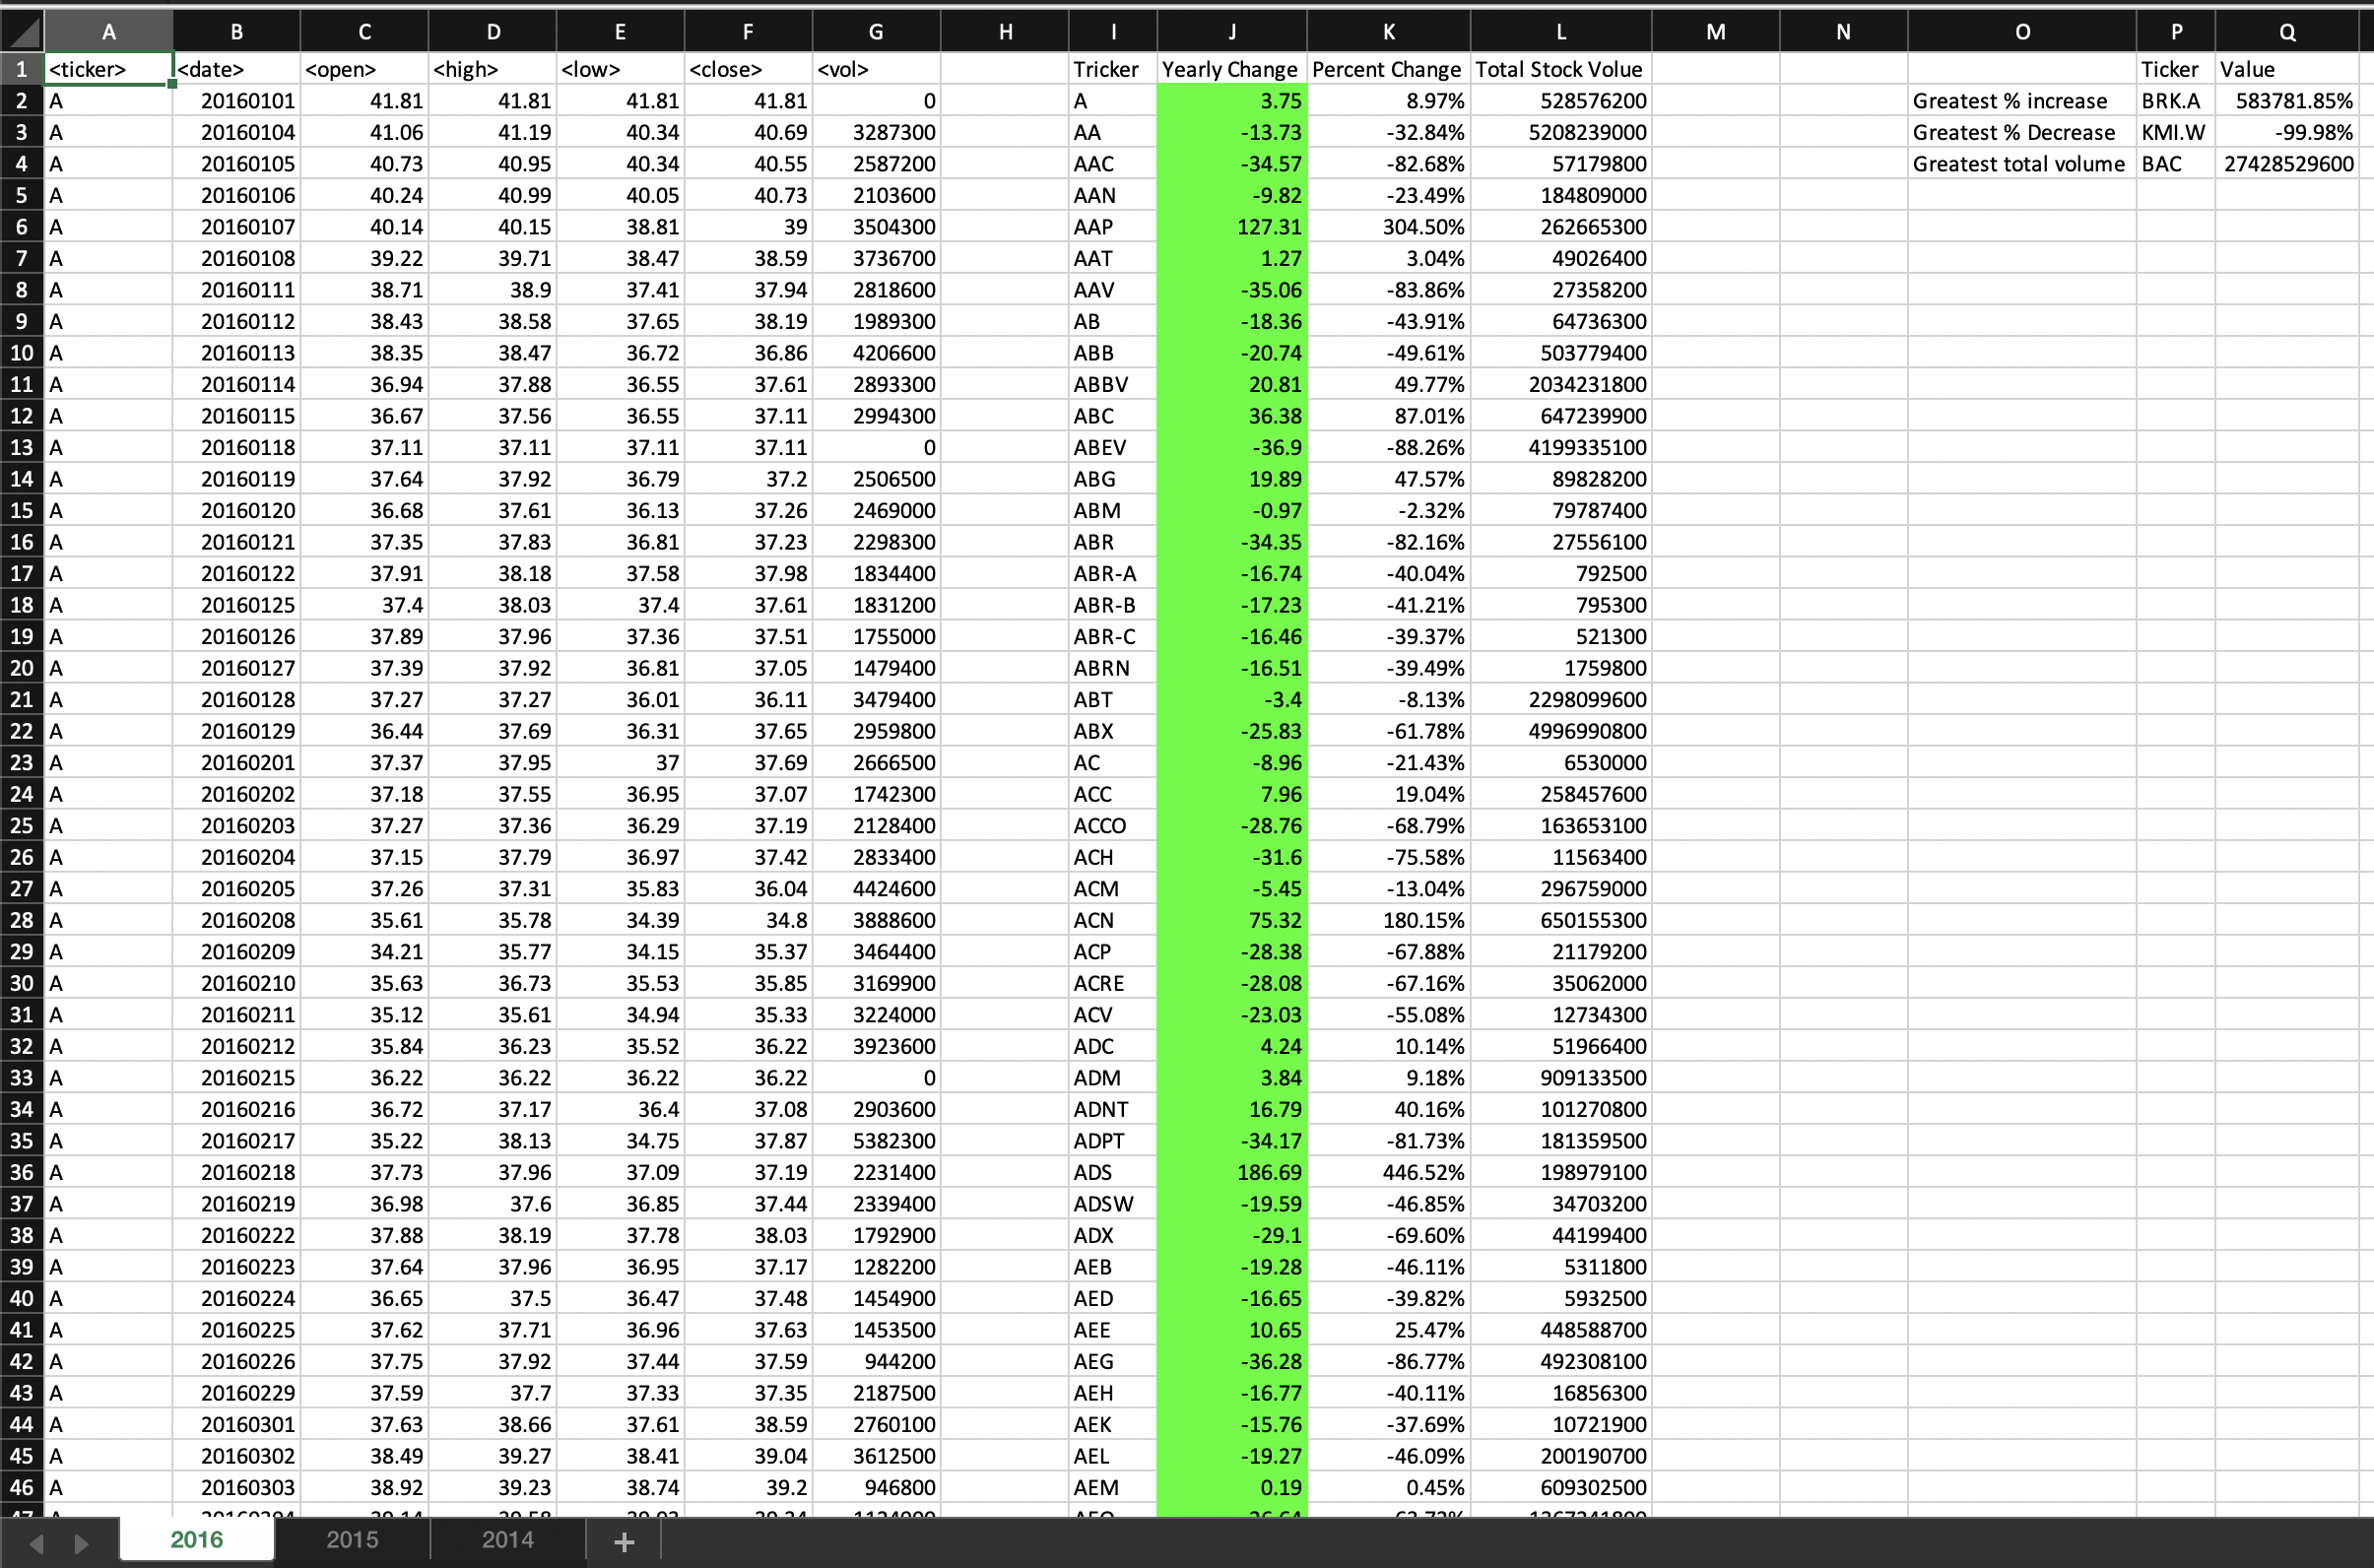 A B C D E F G H I J K L M N O P Q
1 <ticker> <date> <open> <high> <low> <close> <vol> Tricker Yearly Change Percent Change Total Stock Volue Ticker Value
2 A 20160101 41.81 41.81 41.81 41.81 0 A 3.75 8.97% 528576200 Greatest % increase BRK.A 583781.85%
3 A 20160104 41.06 41.19 40.34 40.69 3287300 AA -13.73 -32.84% 5208239000 Greatest % Decrease KMI.W -99.98%
4 A 20160105 40.73 40.95 40.34 40.55 2587200 AAC -34.57 -82.68% 57179800 Greatest total volume BAC 27428529600
5 A 20160106 40.24 40.99 40.05 40.73 2103600 AAN -9.82 -23.49% 184809000
6 A 20160107 40.14 40.15 38.81 39 3504300 AAP 127.31 304.50% 262665300
7 A 20160108 39.22 39.71 38.47 38.59 3736700 AAT 1.27 3.04% 49026400
8 A 20160111 38.71 38.9 37.41 37.94 2818600 AAV -35.06 -83.86% 27358200
9 A 20160112 38.43 38.58 37.65 38.19 1989300 AB -18.36 -43.91% 64736300
10 A 20160113 38.35 38.47 36.72 36.86 4206600 ABB -20.74 -49.61% 503779400
11 A 20160114 36.94 37.88 36.55 37.61 2893300 ABBV 20.81 49.77% 2034231800
12 A 20160115 36.67 37.56 36.55 37.11 2994300 ABC 36.38 87.01% 647239900
13 A 20160118 37.11 37.11 37.11 37.11 0 ABEV -36.9 -88.26% 4199335100
14 A 20160119 37.64 37.92 36.79 37.2 2506500 ABG 19.89 47.57% 89828200
15 A 20160120 36.68 37.61 36.13 37.26 2469000 ABM -0.97 -2.32% 79787400
16 A 20160121 37.35 37.83 36.81 37.23 2298300 ABR -34.35 -82.16% 27556100
17 A 20160122 37.91 38.18 37.58 37.98 1834400 ABR-A -16.74 -40.04% 792500
18 A 20160125 37.4 38.03 37.4 37.61 1831200 ABR-B -17.23 -41.21% 795300
19 A 20160126 37.89 37.96 37.36 37.51 1755000 ABR-C -16.46 -39.37% 521300
20 A 20160127 37.39 37.92 36.81 37.05 1479400 ABRN -16.51 -39.49% 1759800
21 A 20160128 37.27 37.27 36.01 36.11 3479400 ABT -3.4 -8.13% 2298099600
22 A 20160129 36.44 37.69 36.31 37.65 2959800 ABX -25.83 -61.78% 4996990800
23 A 20160201 37.37 37.95 37 37.69 2666500 AC -8.96 -21.43% 6530000
24 A 20160202 37.18 37.55 36.95 37.07 1742300 ACC 7.96 19.04% 258457600
25 A 20160203 37.27 37.36 36.29 37.19 2128400 ACCO -28.76 -68.79% 163653100
26 A 20160204 37.15 37.79 36.97 37.42 2833400 ACH -31.6 -75.58% 11563400
27 A 20160205 37.26 37.31 35.83 36.04 4424600 ACM -5.45 -13.04% 296759000
28 A 20160208 35.61 35.78 34.39 34.8 3888600 ACN 75.32 180.15% 650155300
29 A 20160209 34.21 35.77 34.15 35.37 3464400 ACP -28.38 -67.88% 21179200
30 A 20160210 35.63 36.73 35.53 35.85 3169900 ACRE -28.08 -67.16% 35062000
31 A 20160211 35.12 35.61 34.94 35.33 3224000 ACV -23.03 -55.08% 12734300
32 A 20160212 35.84 36.23 35.52 36.22 3923600 ADC 4.24 10.14% 51966400
33 A 20160215 36.22 36.22 36.22 36.22 0 ADM 3.84 9.18% 909133500
34 A 20160216 36.72 37.17 36.4 37.08 2903600 ADNT 16.79 40.16% 101270800
35 A 20160217 35.22 38.13 34.75 37.87 5382300 ADPT -34.17 -81.73% 181359500
36 A 20160218 37.73 37.96 37.09 37.19 2231400 ADS 186.69 446.52% 198979100
37 A 20160219 36.98 37.6 36.85 37.44 2339400 ADSW -19.59 -46.85% 34703200
38 A 20160222 37.88 38.19 37.78 38.03 1792900 ADX -29.1 -69.60% 44199400
39 A 20160223 37.64 37.96 36.95 37.17 1282200 AEB -19.28 -46.11% 5311800
40 A 20160224 36.65 37.5 36.47 37.48 1454900 AED -16.65 -39.82% 5932500
41 A 20160225 37.62 37.71 36.96 37.63 1453500 AEE 10.65 25.47% 448588700
42 A 20160226 37.75 37.92 37.44 37.59 944200 AEG -36.28 -86.77% 492308100
43 A 20160229 37.59 37.7 37.33 37.35 2187500 AEH -16.77 -40.11% 16856300
44 A 20160301 37.63 38.66 37.61 38.59 2760100 AEK -15.76 -37.69% 10721900
45 A 20160302 38.49 39.27 38.41 39.04 3612500 AEL -19.27 -46.09% 200190700
46 A 20160303 38.92 39.23 38.74 39.2 946800 AEM 0.19 0.45% 609302500
2016 2015 2014 +